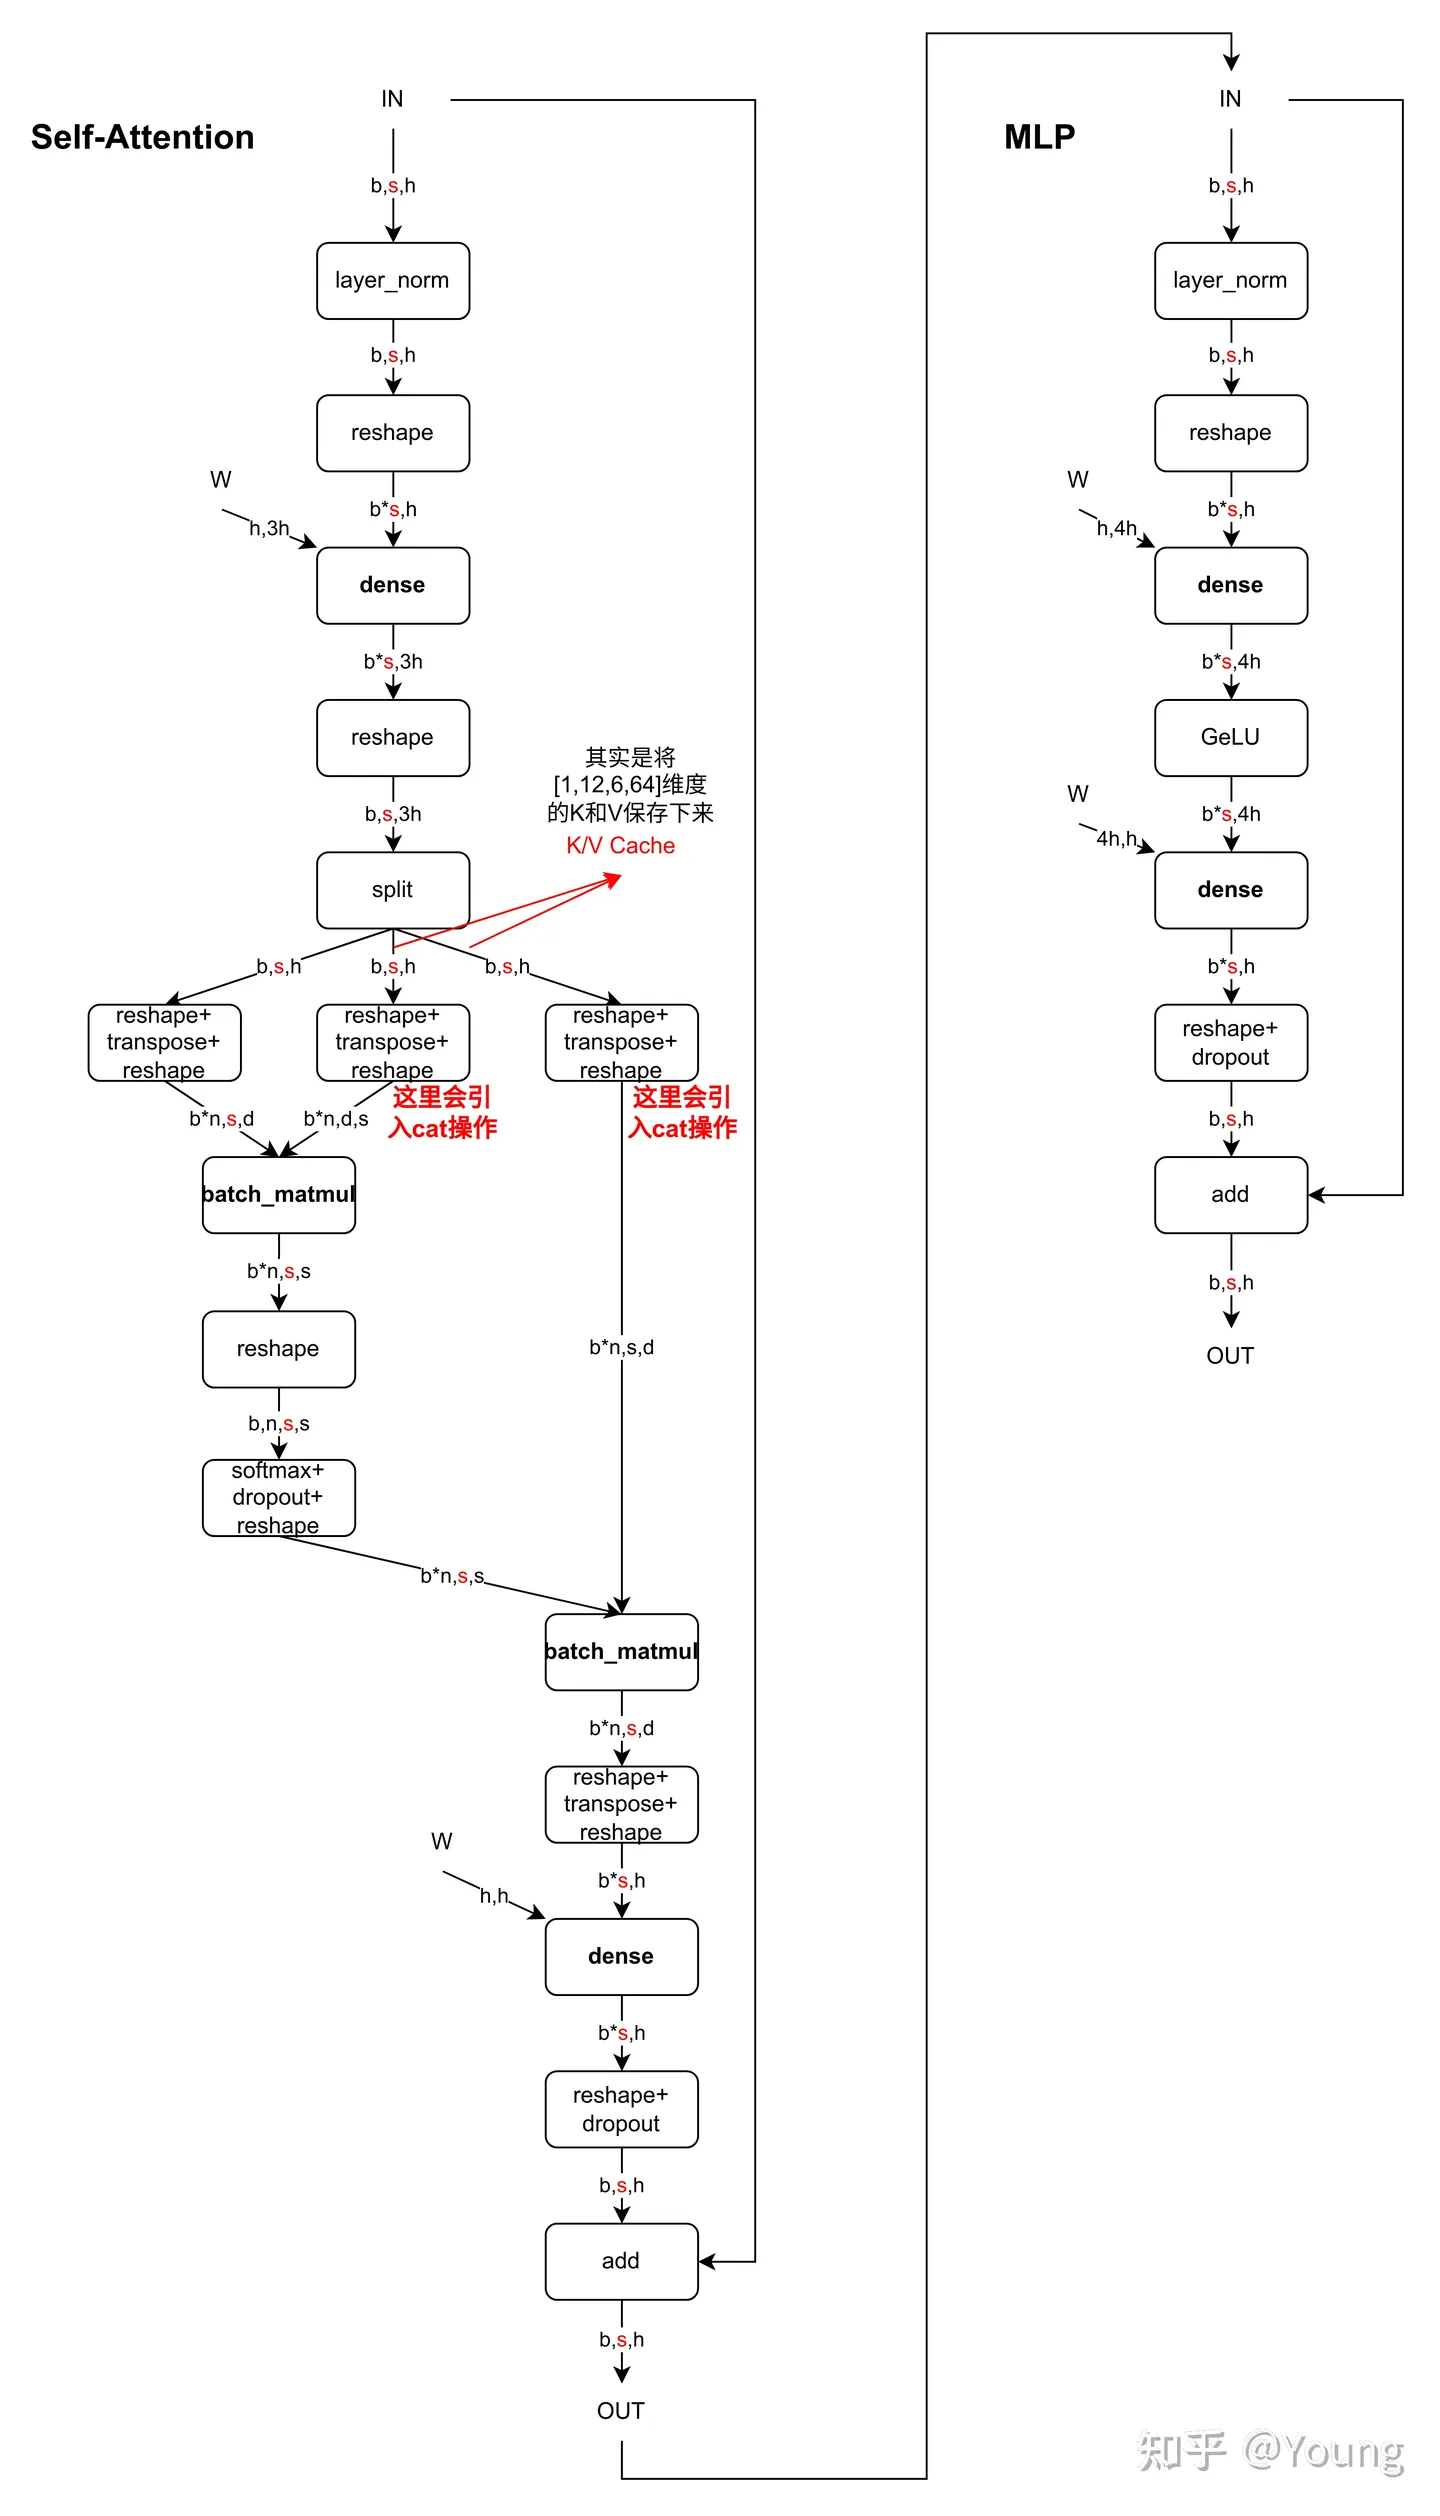 IN
Self-Attention
b,s,h
layer_norm
b,s,h
reshape
W
b*s,h
h,3h
dense
b*s,3h
reshape
其实是将
[1,12,6,64]维度
的K和V保存下来
K/V Cache
b,s,3h
split
b,s,h
b,s,h
b,s,h
reshape+
transpose+
reshape
reshape+
transpose+
reshape
reshape+
transpose+
reshape
这里会引
入cat操作
这里会引
入cat操作
b*n,s,d
b*n,d,s
batch_matmul
b*n,s,s
reshape
b*n,s,d
b,n,s,s
softmax+
dropout+
reshape
b*n,s,s
batch_matmul
b*n,s,d
reshape+
transpose+
reshape
W
b*s,h
h,h
dense
b*s,h
reshape+
dropout
b,s,h
add
b,s,h
OUT
IN
MLP
b,s,h
layer_norm
b,s,h
reshape
W
b*s,h
h,4h
dense
b*s,4h
GeLU
W
b*s,4h
4h,h
dense
b*s,h
reshape+
dropout
b,s,h
add
b,s,h
OUT
知乎 @Young